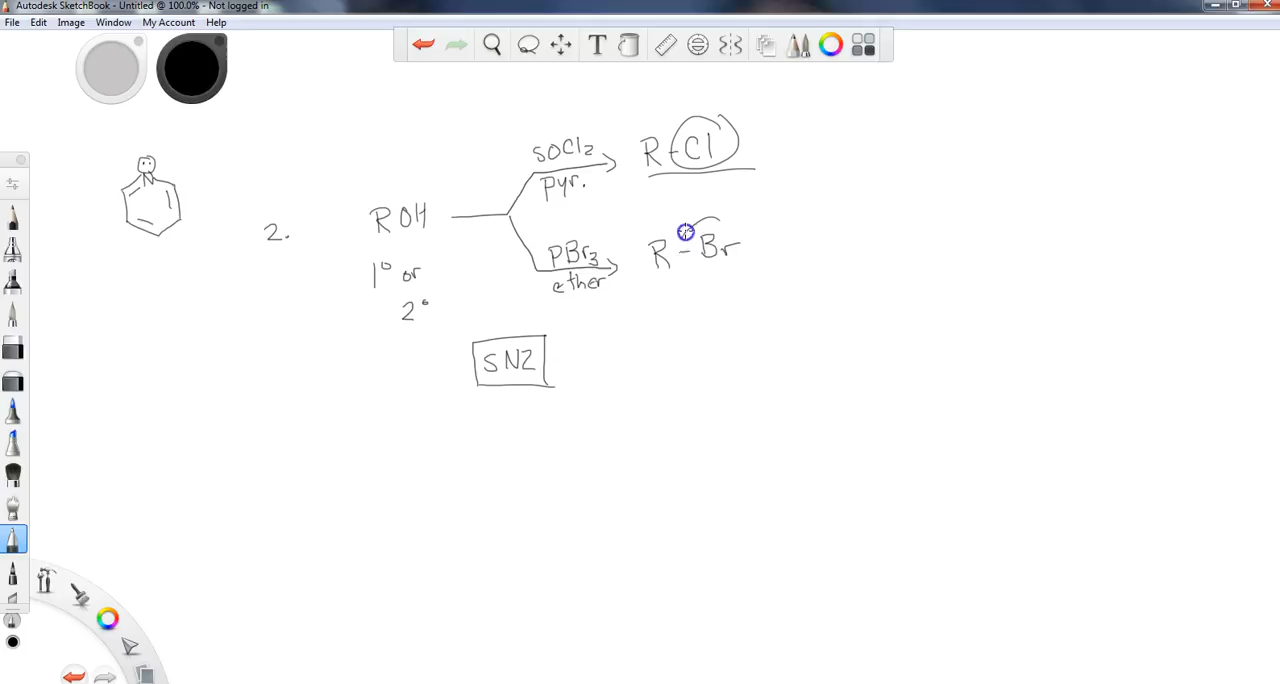 Autodesk SketchBook - Untitled @ 100.0% - Not logged in
File Edit Image Window My Account Help
SOCl2
R-Cl
pyr.
N
2.
ROH
PBr3
R-Br
ether
1° or
2°
SN2